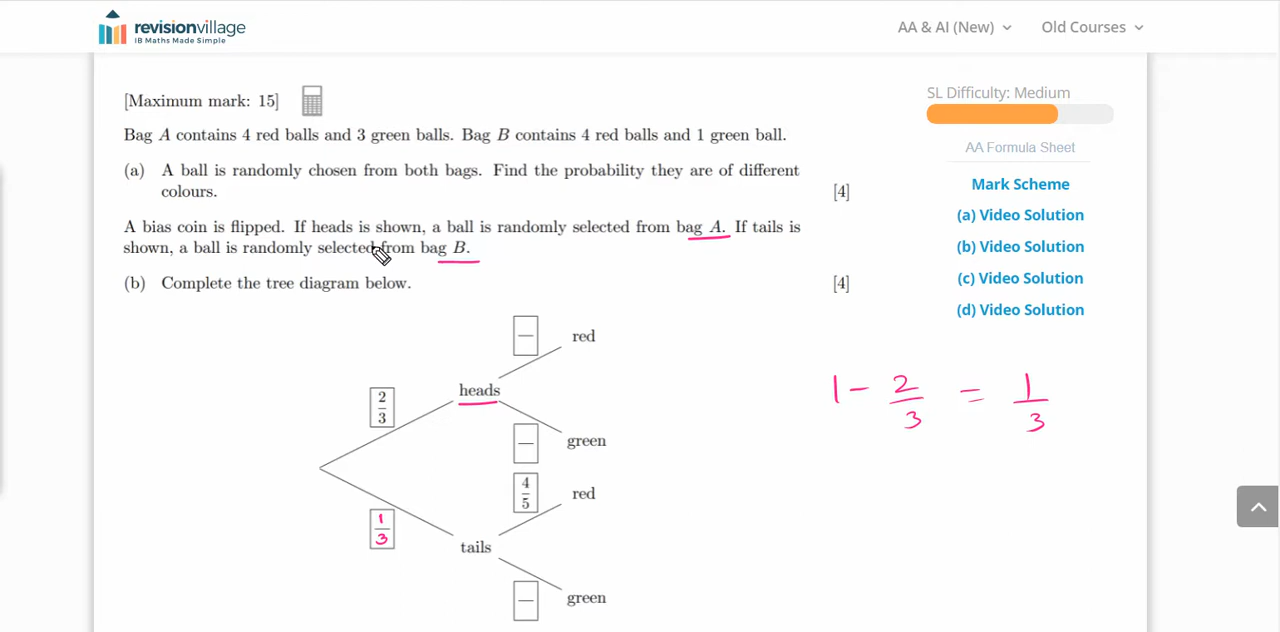 revisionvillage
IB Maths Made Simple
AA & AI (New)
Old Courses
[Maximum mark: 15]
SL Difficulty: Medium
Bag A contains 4 red balls and 3 green balls. Bag B contains 4 red balls and 1 green ball.
AA Formula Sheet
(a) A ball is randomly chosen from both bags. Find the probability they are of different
colours. [4]
Mark Scheme
(a) Video Solution
(b) Video Solution
(c) Video Solution
(d) Video Solution
A bias coin is flipped. If heads is shown, a ball is randomly selected from bag A. If tails is
shown, a ball is randomly selected from bag B.
(b) Complete the tree diagram below. [4]
red
heads
2/3
green
4/5
red
1/3
tails
green
1 - 2/3 = 1/3